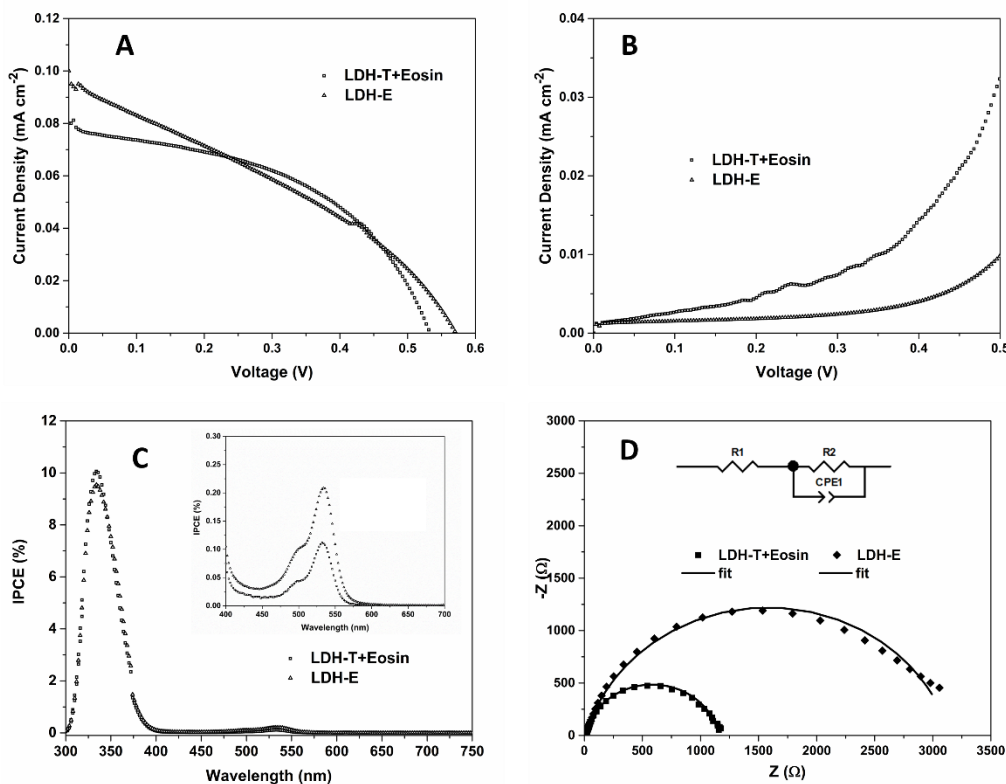 A
LDH-T+Eosin
LDH-E
Current Density (mA cm⁻²)
0.12
0.10
0.08
0.06
0.04
0.02
0.00
0.0 0.1 0.2 0.3 0.4 0.5 0.6
Voltage (V)
B
LDH-T+Eosin
LDH-E
Current Density (mA cm⁻²)
0.04
0.03
0.02
0.01
0.00
0.0 0.1 0.2 0.3 0.4 0.5
Voltage (V)
C
IPCE (%)
12
10
8
6
4
2
0
300 350 400 450 500 550 600 650 700 750
Wavelength (nm)
IPCE (%)
0.30
0.25
0.20
0.15
0.10
0.05
0.00
400 450 500 550 600 650 700
Wavelength (nm)
LDH-T+Eosin
LDH-E
D
R1 R2
CPE1
LDH-T+Eosin LDH-E
fit fit
-Z (Ω)
3000
2750
2500
2250
2000
1750
1500
1250
1000
750
500
250
0
0 500 1000 1500 2000 2500 3000 3500
Z (Ω)